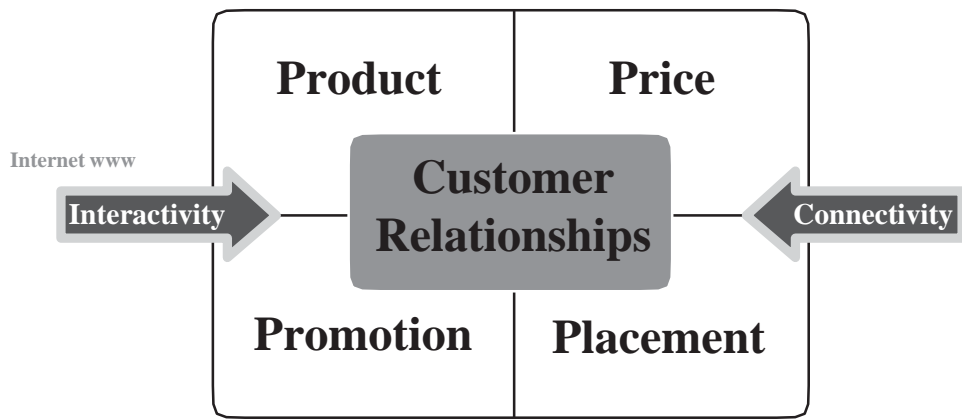 Product
Price
Internet www
Customer
Relationships
Interactivity
Connectivity
Promotion
Placement